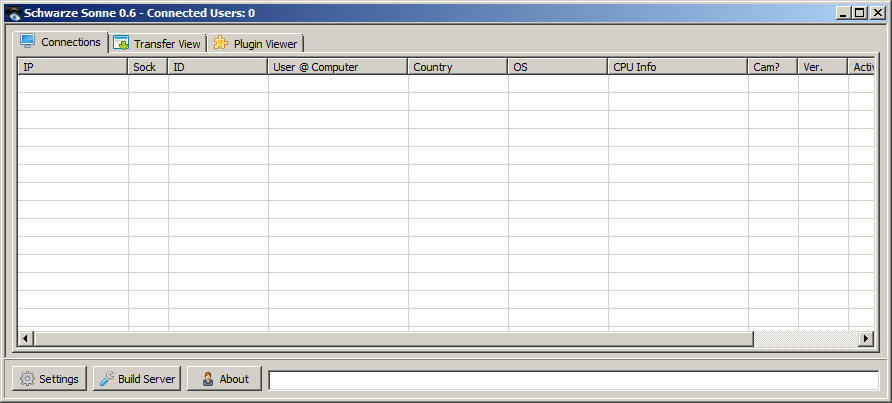 Schwarze Sonne 0.6 - Connected Users: 0
Connections Transfer View Plugin Viewer
IP Sock ID User @ Computer Country OS CPU Info Cam? Ver. Activ
Settings Build Server About